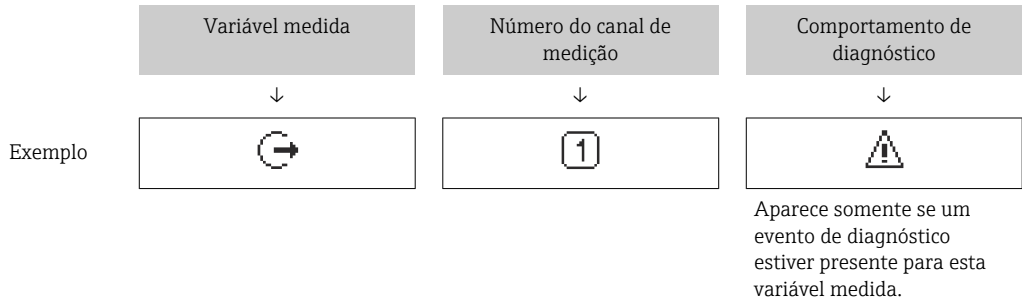 Variável medida
Número do canal de
medição
Comportamento de
diagnóstico
↓ ↓ ↓
Exemplo
1
Aparece somente se um
evento de diagnóstico
estiver presente para esta
variável medida.